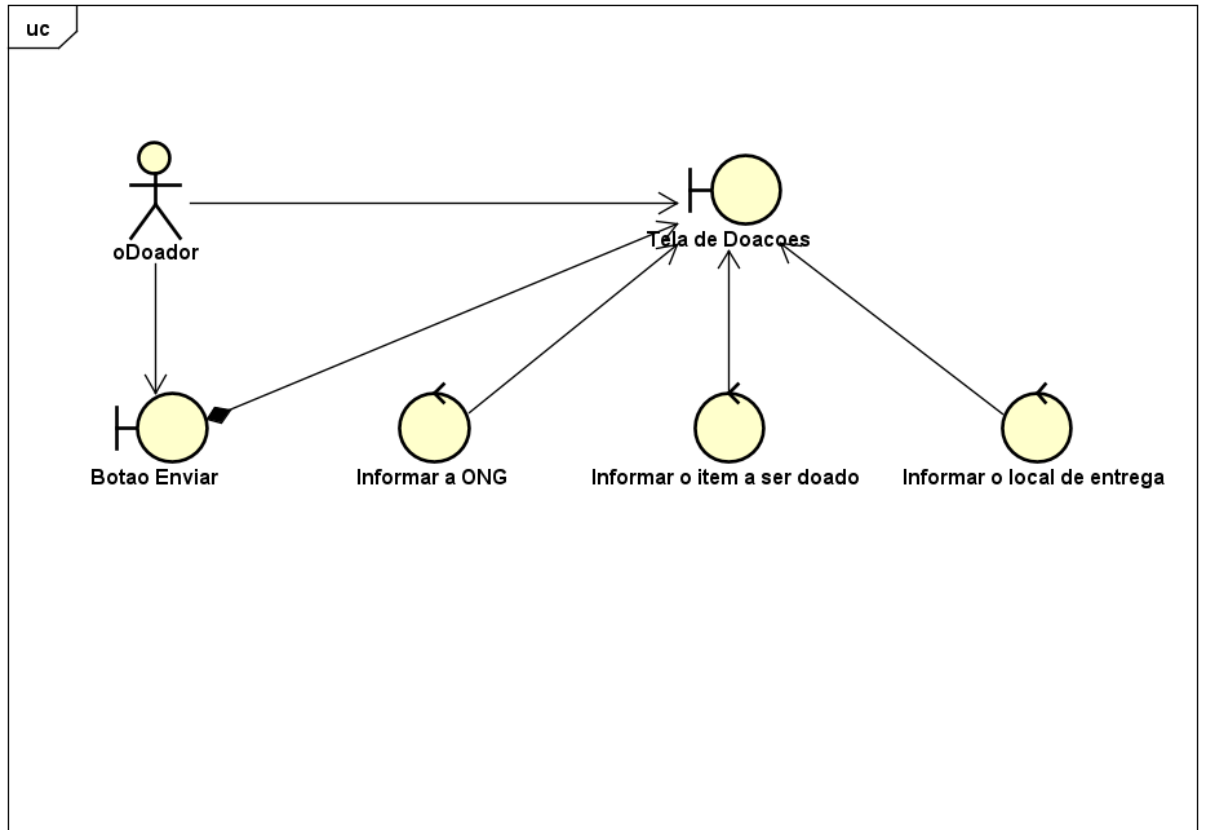 uc
oDoador
Tela de Doacoes
Botao Enviar
Informar a ONG
Informar o item a ser doado
Informar o local de entrega